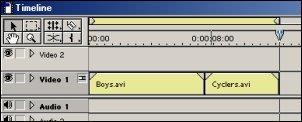 Timeline
00:00
0:00:08:00
Video 2
Video 1
Boys.avi
Cyclers.avi
Audio 1